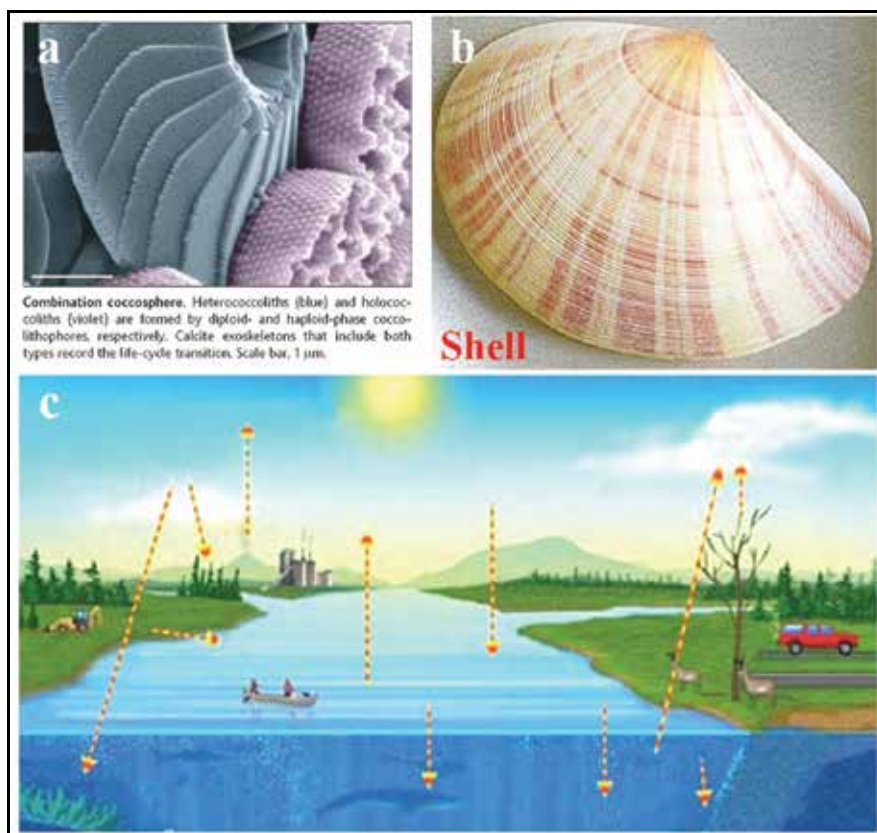 a
b
Combination coccosphere. Heterococcoliths (blue) and holococ-
coliths (violet) are formed by diploid- and haploid-phase cocco-
lithophores, respectively. Calcite exoskeletons that include both
types record the life-cycle transition. Scale bar, 1 μm.
Shell
c